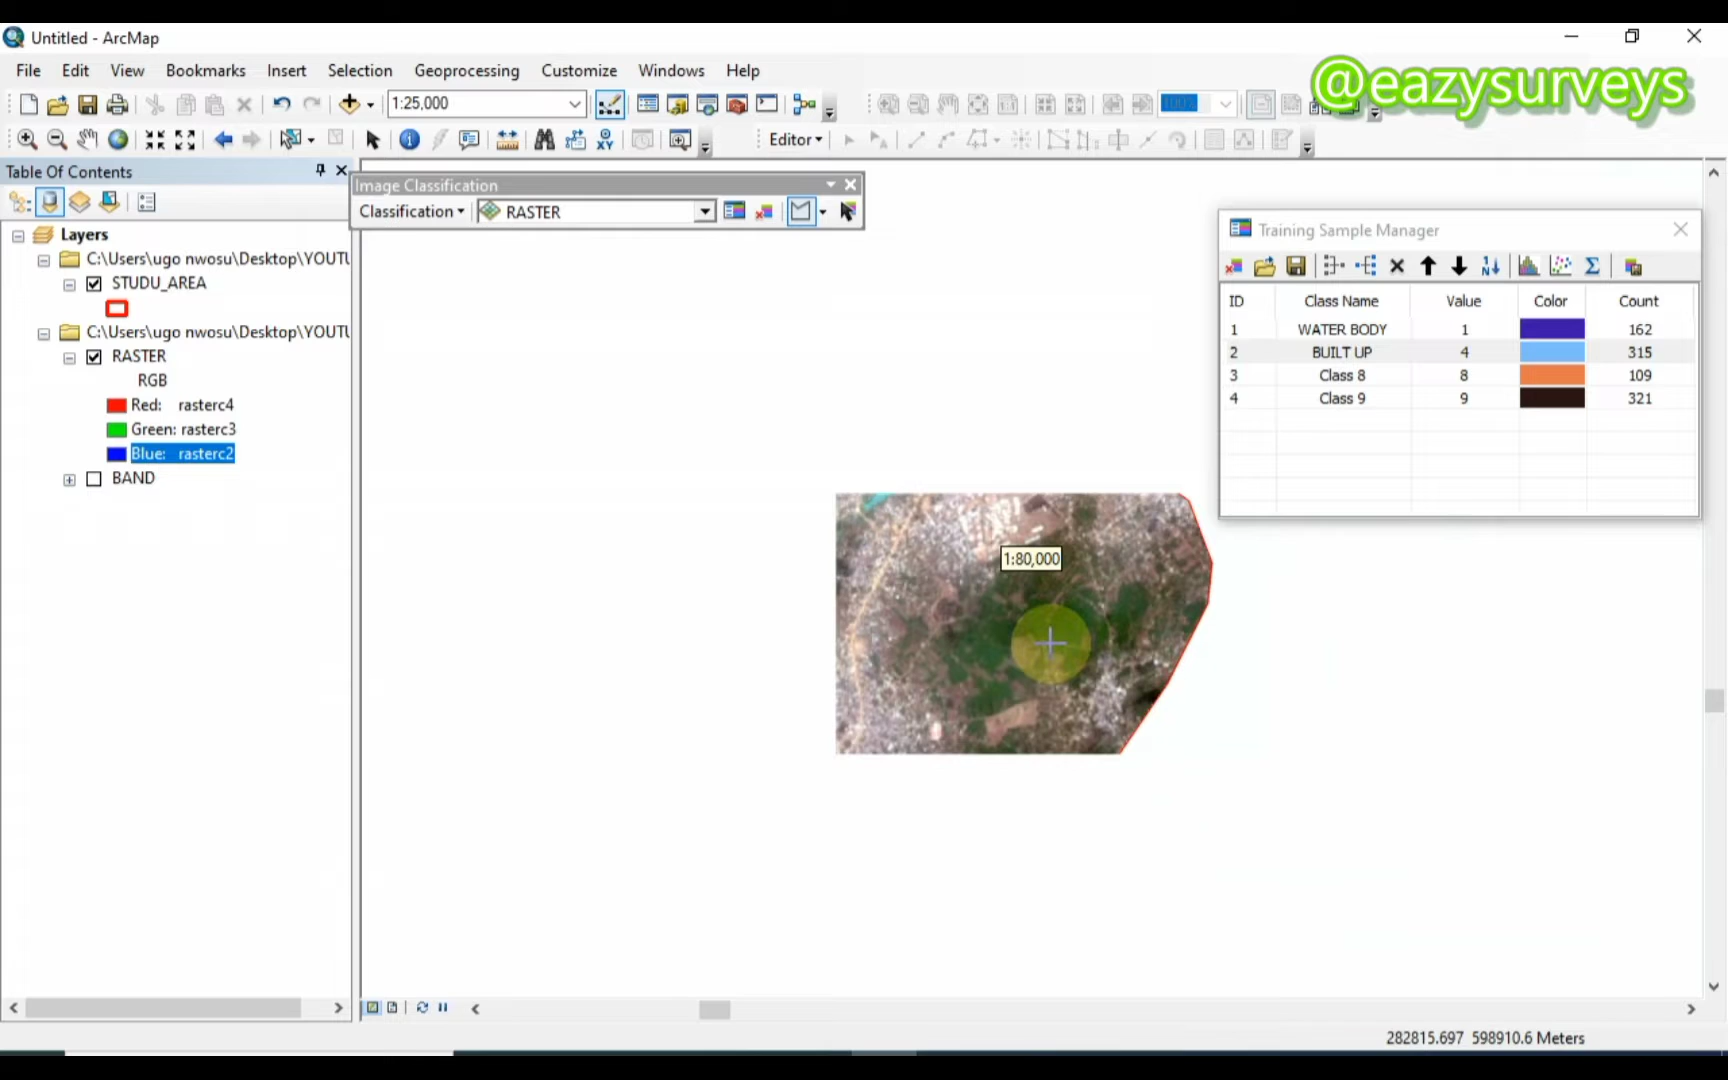 Untitled - ArcMap
File Edit View Bookmarks Insert Selection Geoprocessing Customize Windows Help
@eazysurveys
1:25,000
100%
Editor
Table Of Contents
Image Classification
Classification RASTER
Layers
C:\Users\ugo nwosu\Desktop\YOUTU
STUDU_AREA
C:\Users\ugo nwosu\Desktop\YOUTU
RASTER
RGB
Red: rasterc4
Green: rasterc3
Blue: rasterc2
BAND
Training Sample Manager
ID Class Name Value Color Count
1 WATER BODY 1 162
2 BUILT UP 4 315
3 Class 8 8 109
4 Class 9 9 321
1:80,000
282815.697 598910.6 Meters